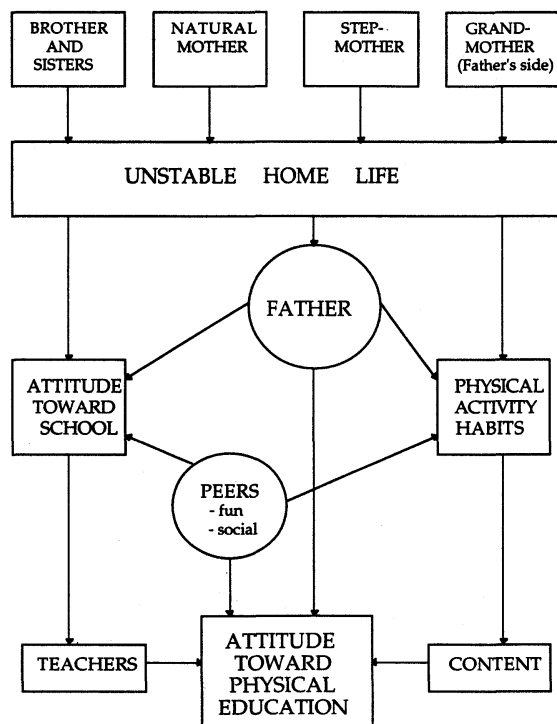 BROTHER
AND
SISTERS
NATURAL
MOTHER
STEP-
MOTHER
GRAND-
MOTHER
(Father's side)
UNSTABLE HOME LIFE
FATHER
ATTITUDE
TOWARD
SCHOOL
PHYSICAL
ACTIVITY
HABITS
PEERS
- fun
- social
TEACHERS
ATTITUDE
TOWARD
PHYSICAL
EDUCATION
CONTENT